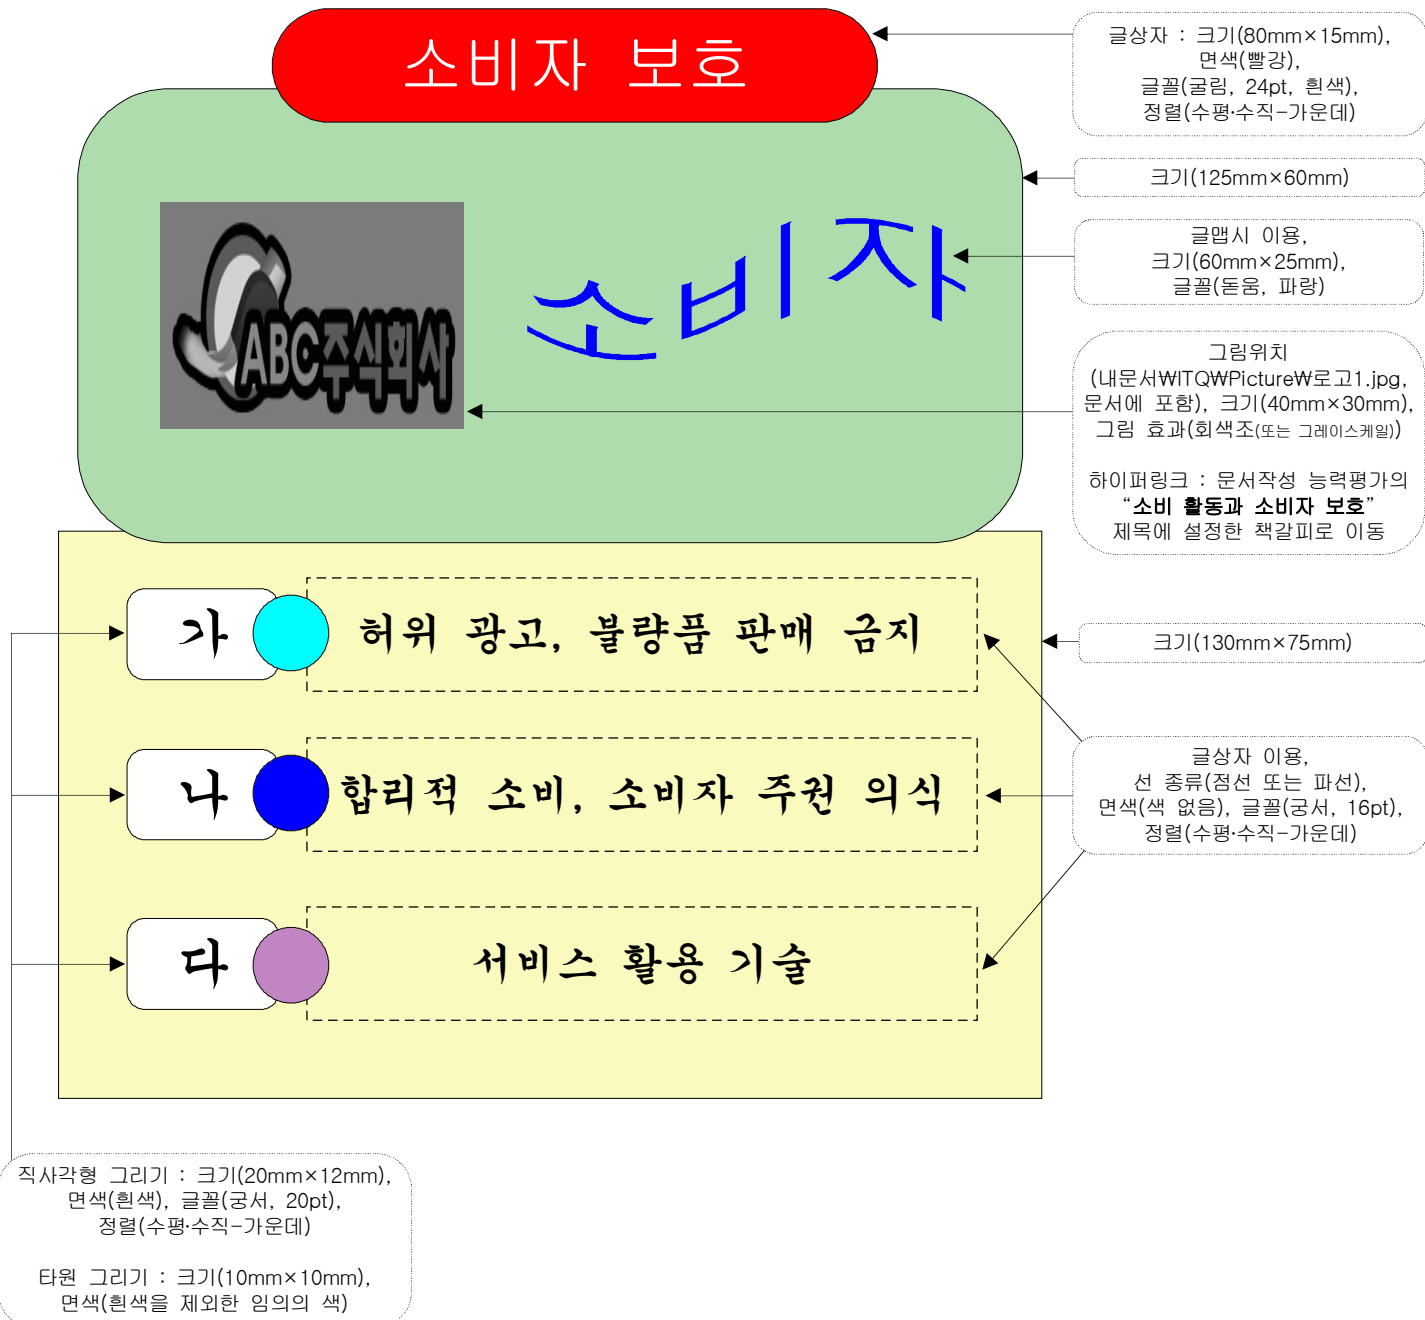 소비자 보호
글상자 : 크기(80mm×15mm),
면색(빨강),
글꼴(굴림, 24pt, 흰색),
정렬(수평·수직-가운데)
크기(125mm×60mm)
ABC주식회사
소비자
글맵시 이용,
크기(60mm×25mm),
글꼴(돋움, 파랑)
그림위치
(내문서₩ITQ₩Picture₩로고1.jpg,
문서에 포함), 크기(40mm×30mm),
그림 효과(회색조(또는 그레이스케일))
하이퍼링크 : 문서작성 능력평가의
“소비 활동과 소비자 보호”
제목에 설정한 책갈피로 이동
가
허위 광고, 불량품 판매 금지
크기(130mm×75mm)
나
합리적 소비, 소비자 주권 의식
글상자 이용,
선 종류(점선 또는 파선),
면색(색 없음), 글꼴(궁서, 16pt),
정렬(수평·수직-가운데)
다
서비스 활용 기술
직사각형 그리기 : 크기(20mm×12mm),
면색(흰색), 글꼴(궁서, 20pt),
정렬(수평·수직-가운데)
타원 그리기 : 크기(10mm×10mm),
면색(흰색을 제외한 임의의 색)